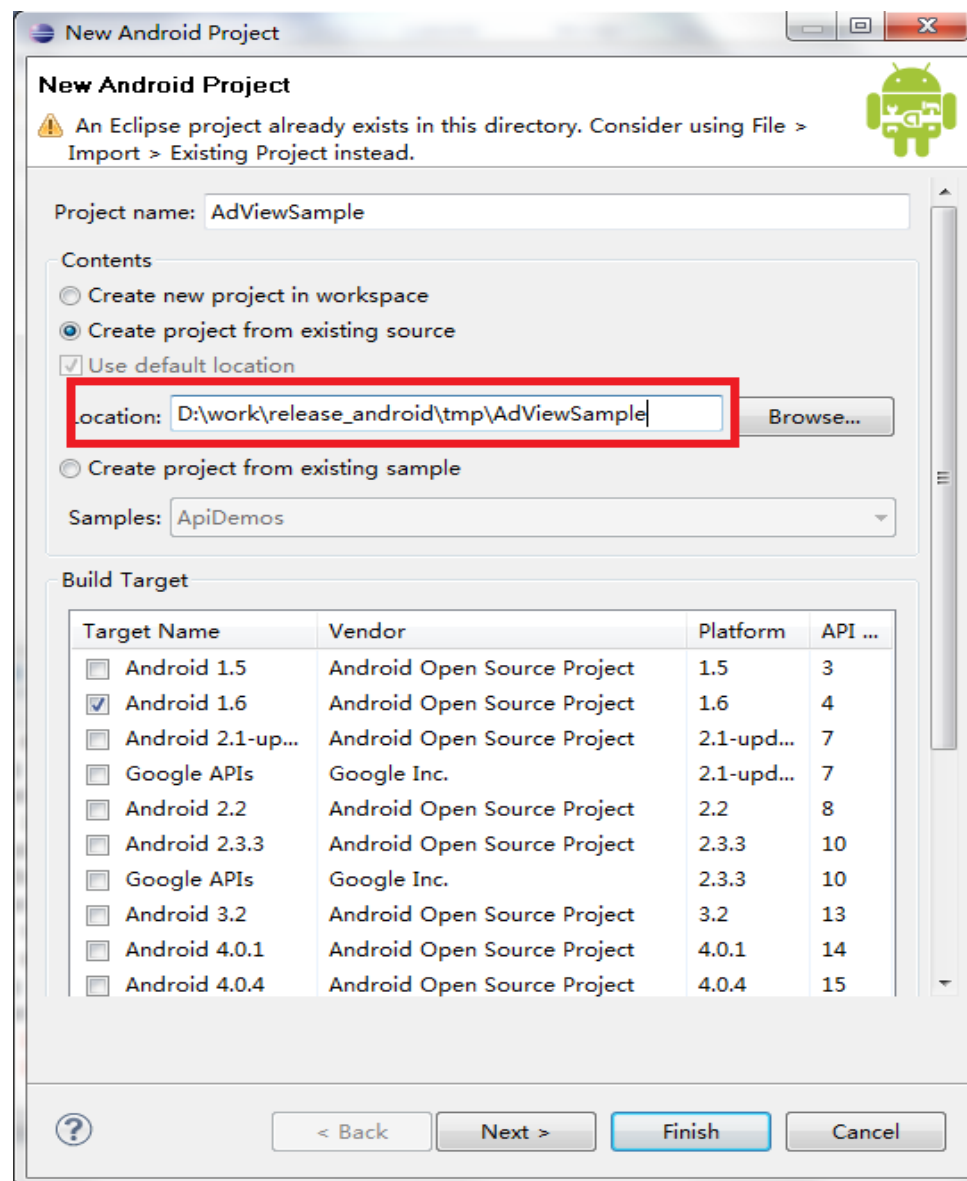 New Android Project
New Android Project
An Eclipse project already exists in this directory. Consider using File >
Import > Existing Project instead.
Project name: AdViewSample
Contents
Create new project in workspace
Create project from existing source
Use default location
Location: D:\work\release_android\tmp\AdViewSample Browse...
Create project from existing sample
Samples: ApiDemos
Build Target
Target Name Vendor Platform API ...
Android 1.5 Android Open Source Project 1.5 3
Android 1.6 Android Open Source Project 1.6 4
Android 2.1-up... Android Open Source Project 2.1-upd... 7
Google APIs Google Inc. 2.1-upd... 7
Android 2.2 Android Open Source Project 2.2 8
Android 2.3.3 Android Open Source Project 2.3.3 10
Google APIs Google Inc. 2.3.3 10
Android 3.2 Android Open Source Project 3.2 13
Android 4.0.1 Android Open Source Project 4.0.1 14
Android 4.0.4 Android Open Source Project 4.0.4 15
? < Back Next > Finish Cancel